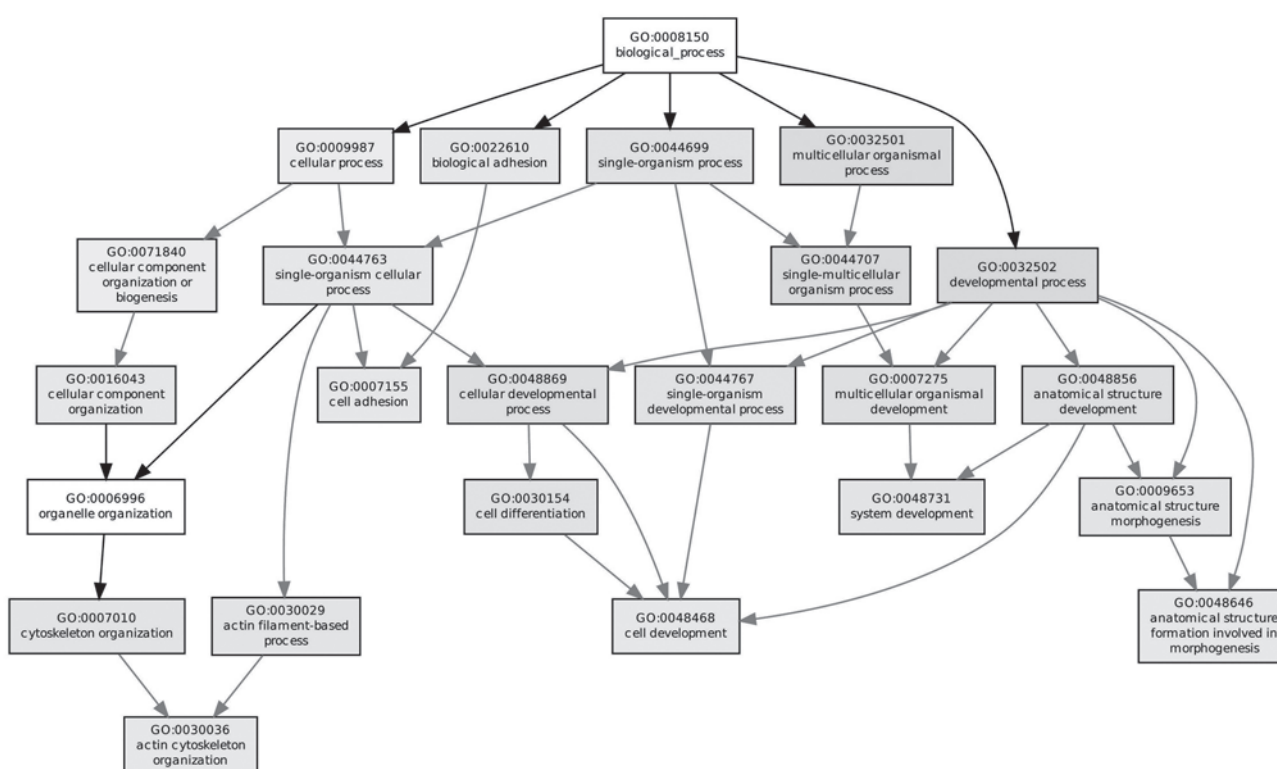 GO:0008150
biological_process
GO:0009987
cellular process
GO:0022610
biological adhesion
GO:0044699
single-organism process
GO:0032501
multicellular organismal
process
GO:0071840
cellular component
organization or
biogenesis
GO:0044763
single-organism cellular
process
GO:0044707
single-multicellular
organism process
GO:0032502
developmental process
GO:0016043
cellular component
organization
GO:0007155
cell adhesion
GO:0048869
cellular developmental
process
GO:0044767
single-organism
developmental process
GO:0007275
multicellular organismal
development
GO:0048856
anatomical structure
development
GO:0006996
organelle organization
GO:0030154
cell differentiation
GO:0048731
system development
GO:0009653
anatomical structure
morphogenesis
GO:0007010
cytoskeleton organization
GO:0030029
actin filament-based
process
GO:0048468
cell development
GO:0048646
anatomical structure
formation involved in
morphogenesis
GO:0030036
actin cytoskeleton
organization